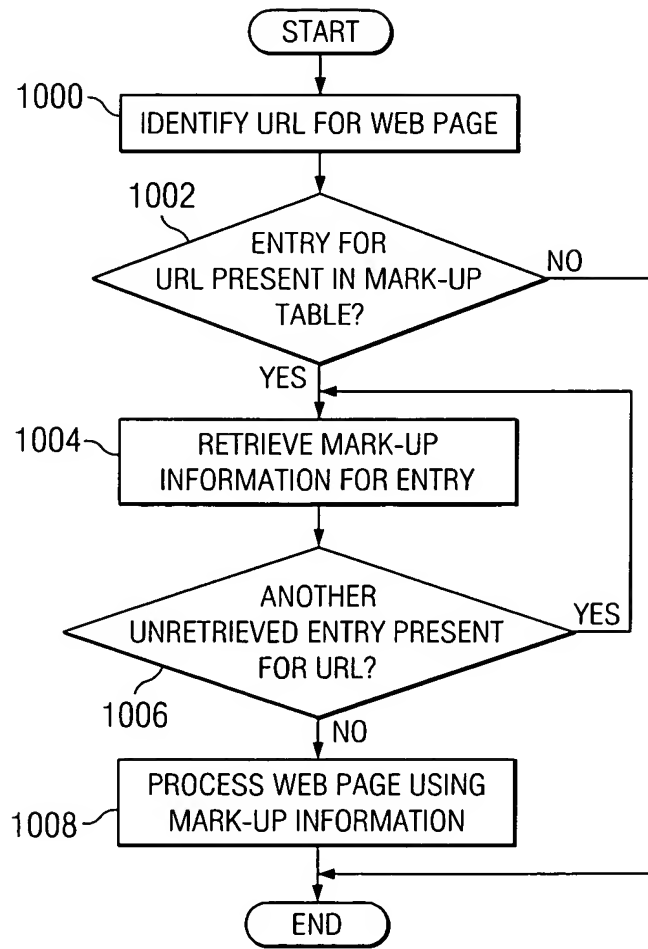 START
1000
IDENTIFY URL FOR WEB PAGE
1002
ENTRY FOR
URL PRESENT IN MARK-UP
TABLE?
NO
YES
1004
RETRIEVE MARK-UP
INFORMATION FOR ENTRY
ANOTHER
UNRETRIEVED ENTRY PRESENT
FOR URL?
YES
1006
NO
1008
PROCESS WEB PAGE USING
MARK-UP INFORMATION
END